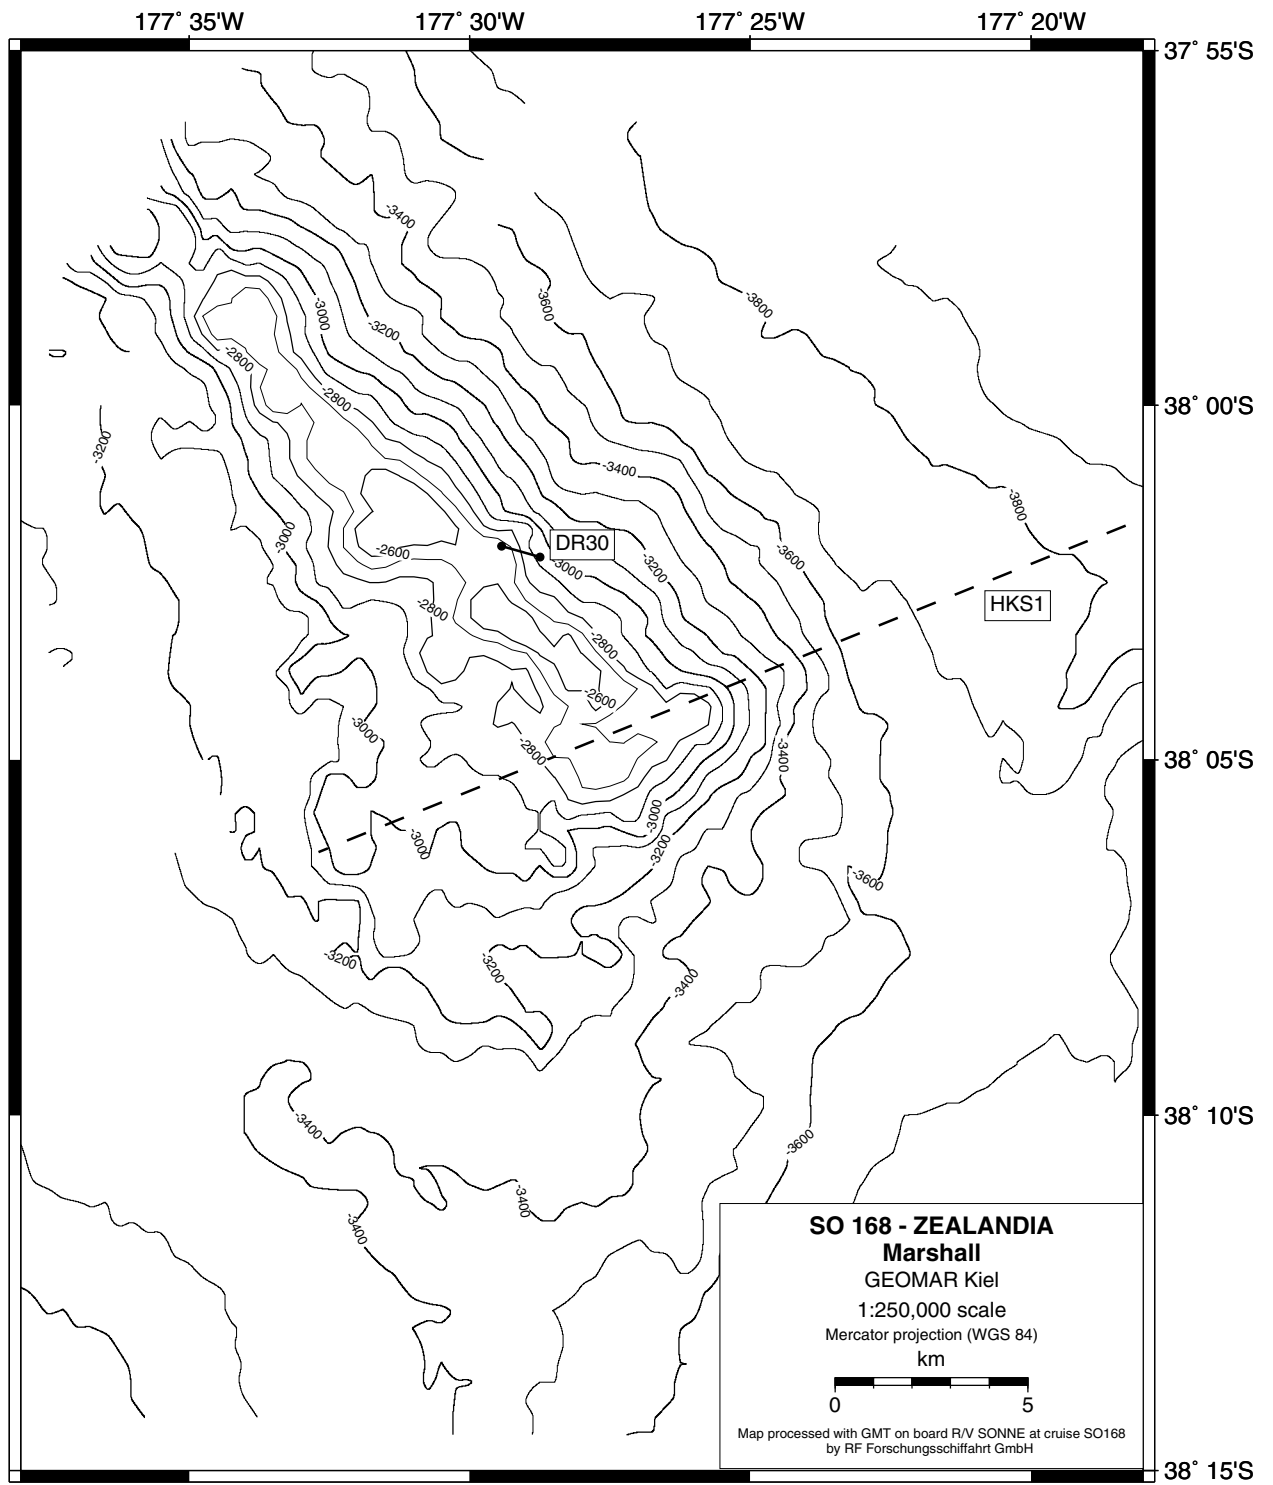 177° 35'W
177° 30'W
177° 25'W
177° 20'W
37° 55'S
-3400
-3600
-3800
-3000
-3200
-2800
-2800
38° 00'S
-3200
-3400
-3800
-3000
-2600
DR30
-3600
-3000
-3200
HKS1
-2800
-2800
-2600
-3000
-2800
-3400
38° 05'S
-3000
-3000
-3200
-3600
-3200
-3200
-3400
38° 10'S
-3400
-3600
-3400
-3400
SO 168 - ZEALANDIA
Marshall
GEOMAR Kiel
1:250,000 scale
Mercator projection (WGS 84)
km
0 5
Map processed with GMT on board R/V SONNE at cruise SO168
by RF Forschungsschiffahrt GmbH
38° 15'S